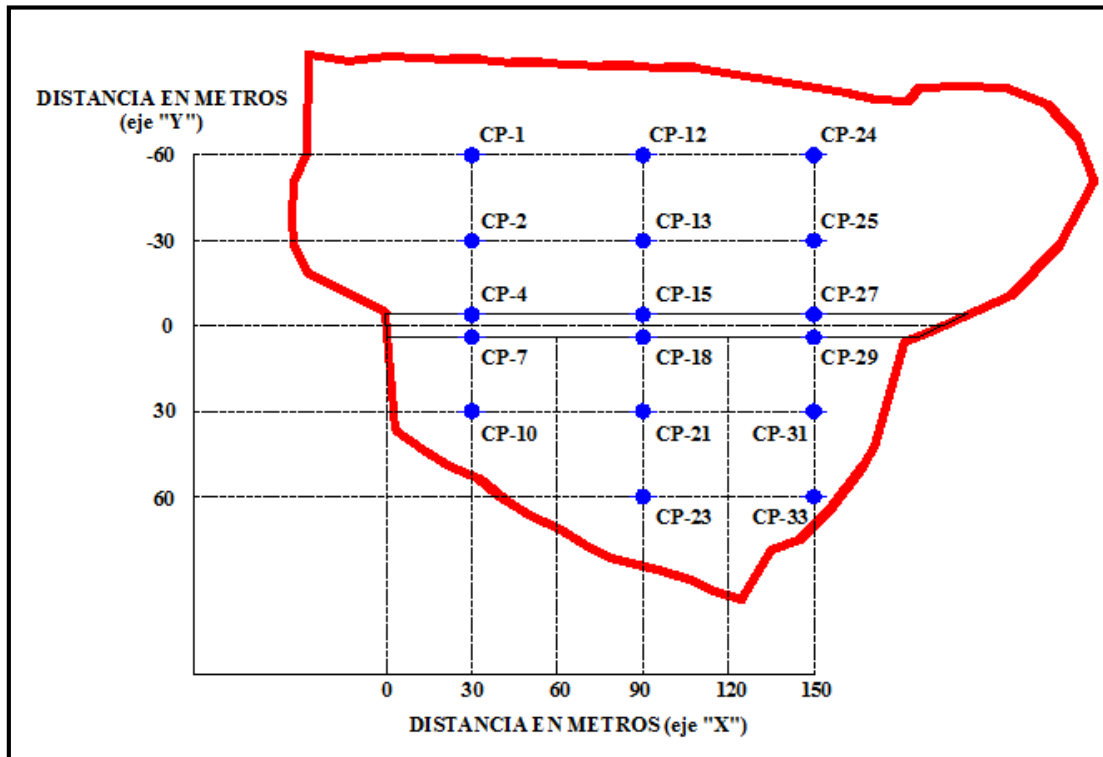 DISTANCIA EN METROS
(eje "Y")
CP-1 CP-12 CP-24
-60
CP-2 CP-13 CP-25
-30
CP-4 CP-15 CP-27
0
CP-7 CP-18 CP-29
30
CP-10 CP-21 CP-31
60
CP-23 CP-33
0 30 60 90 120 150
DISTANCIA EN METROS (eje "X")